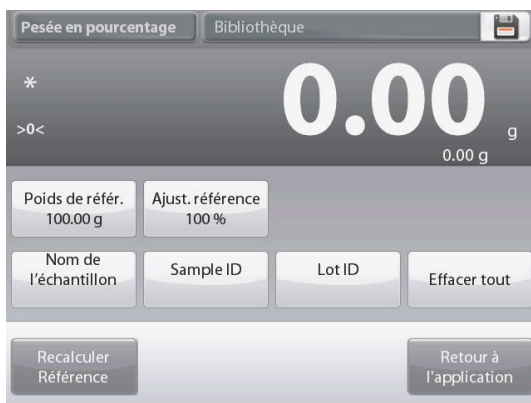 Pesée en pourcentage
Bibliothèque
*
0.00 g
>0<
0.00 g
Poids de référ.
100.00 g
Ajust. référence
100 %
Nom de
l'échantillon
Sample ID
Lot ID
Effacer tout
Recalculer
Référence
Retour à
l'application